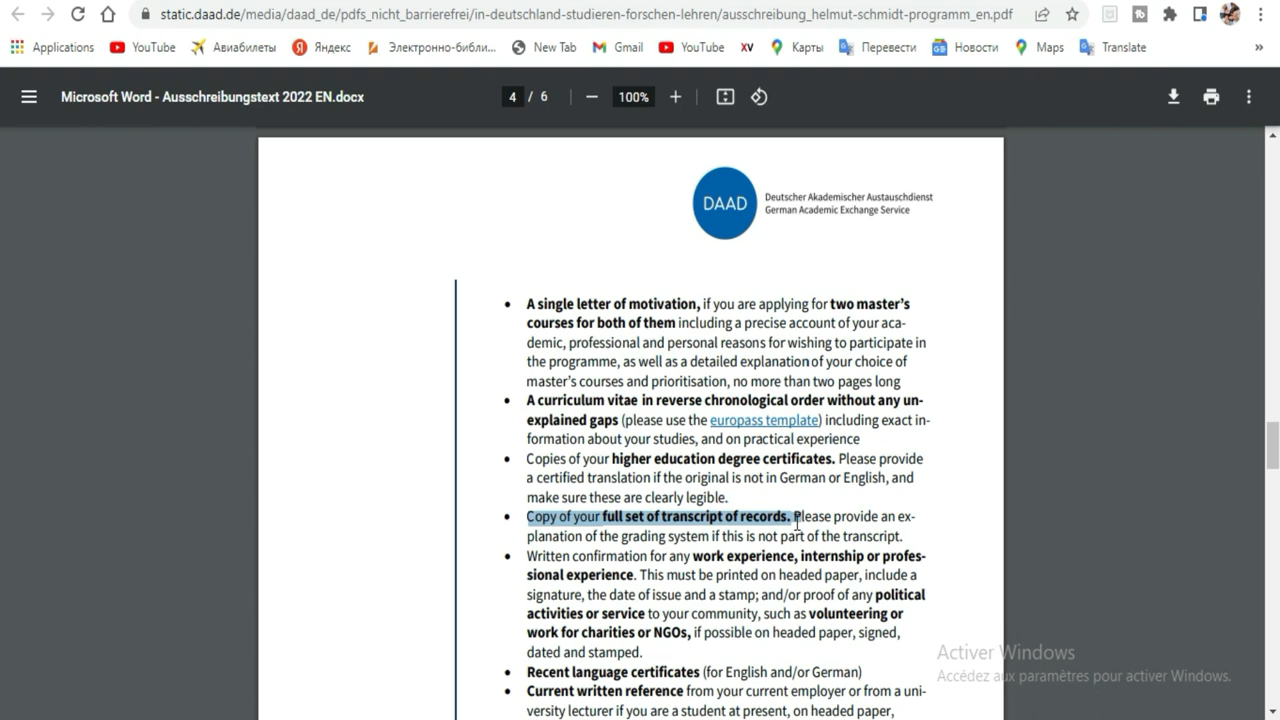 static.daad.de/media/daad_de/pdfs_nicht_barrierefrei/in-deutschland-studieren-forschen-lehren/ausschreibung_helmut-schmidt-programm_en.pdf
Applications YouTube Авиабилеты Яндекс Электронно-библи... New Tab Gmail YouTube XV Карты Перевести Новости Maps Translate »
Microsoft Word - Ausschreibungstext 2022 EN.docx 4 / 6 − 100% +
DAAD
Deutscher Akademischer Austauschdienst
German Academic Exchange Service
• A single letter of motivation, if you are applying for two master’s
courses for both of them including a precise account of your aca-
demic, professional and personal reasons for wishing to participate in
the programme, as well as a detailed explanation of your choice of
master’s courses and prioritisation, no more than two pages long
• A curriculum vitae in reverse chronological order without any un-
explained gaps (please use the europass template) including exact in-
formation about your studies, and on practical experience
• Copies of your higher education degree certificates. Please provide
a certified translation if the original is not in German or English, and
make sure these are clearly legible.
• Copy of your full set of transcript of records. Please provide an ex-
planation of the grading system if this is not part of the transcript.
• Written confirmation for any work experience, internship or profes-
sional experience. This must be printed on headed paper, include a
signature, the date of issue and a stamp; and/or proof of any political
activities or service to your community, such as volunteering or
work for charities or NGOs, if possible on headed paper, signed,
dated and stamped.
• Recent language certificates (for English and/or German)
• Current written reference from your current employer or from a uni-
versity lecturer if you are a student at present, on headed paper,
Activer Windows
Accédez aux paramètres pour activer Windows.